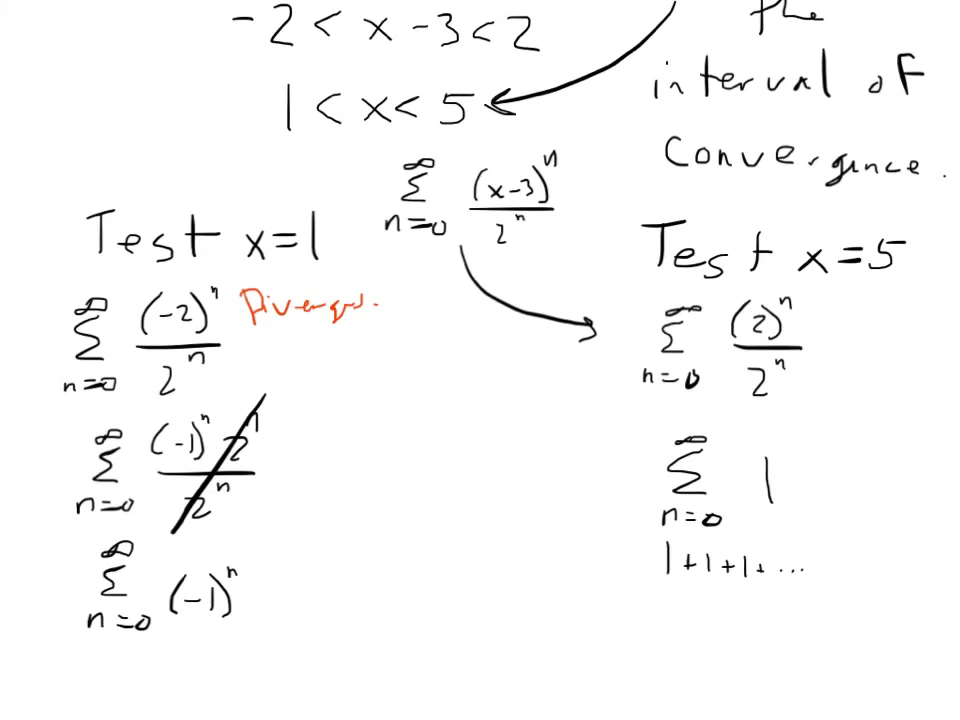 -2 < x - 3 < 2
1 < x < 5
the
interval of
convergence.
∞ Σ n=0 (x-3)^n / 2^n
Test x=1
∞ Σ n=0 (-2)^n / 2^n Diverges.
∞ Σ n=0 (-1)^n 2^n / 2^n
∞ Σ n=0 (-1)^n
Test x=5
∞ Σ n=0 (2)^n / 2^n
∞ Σ n=0 1
1+1+1+...